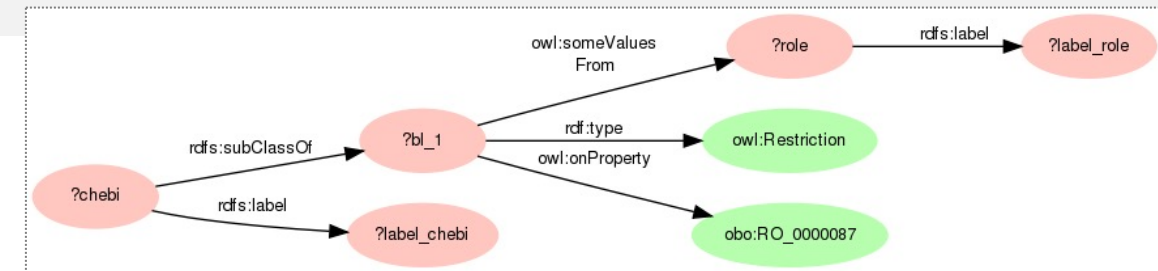 owl:someValues
From
?role
rdfs:label
?label_role
rdfs:subClassOf
?bl_1
rdf:type
owl:Restriction
owl:onProperty
?chebi
rdfs:label
?label_chebi
obo:RO_0000087